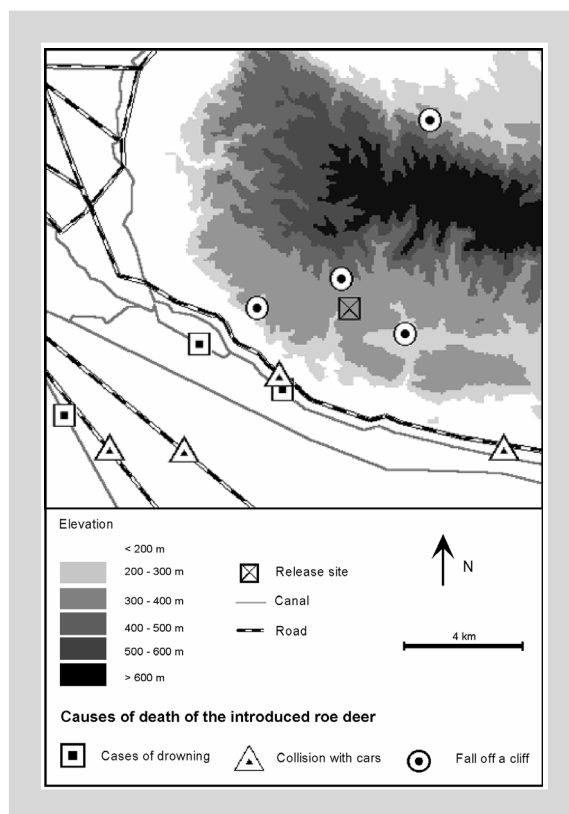 Elevation
< 200 m
200 - 300 m
300 - 400 m
400 - 500 m
500 - 600 m
> 600 m
Release site
Canal
Road
N
4 km
Causes of death of the introduced roe deer
Cases of drowning
Collision with cars
Fall off a cliff